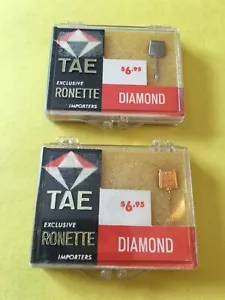 TAE
EXCLUSIVE
RONETTE
IMPORTERS
$6.95
DIAMOND
TAE
EXCLUSIVE
RONETTE
IMPORTERS
$6.95
DIAMOND